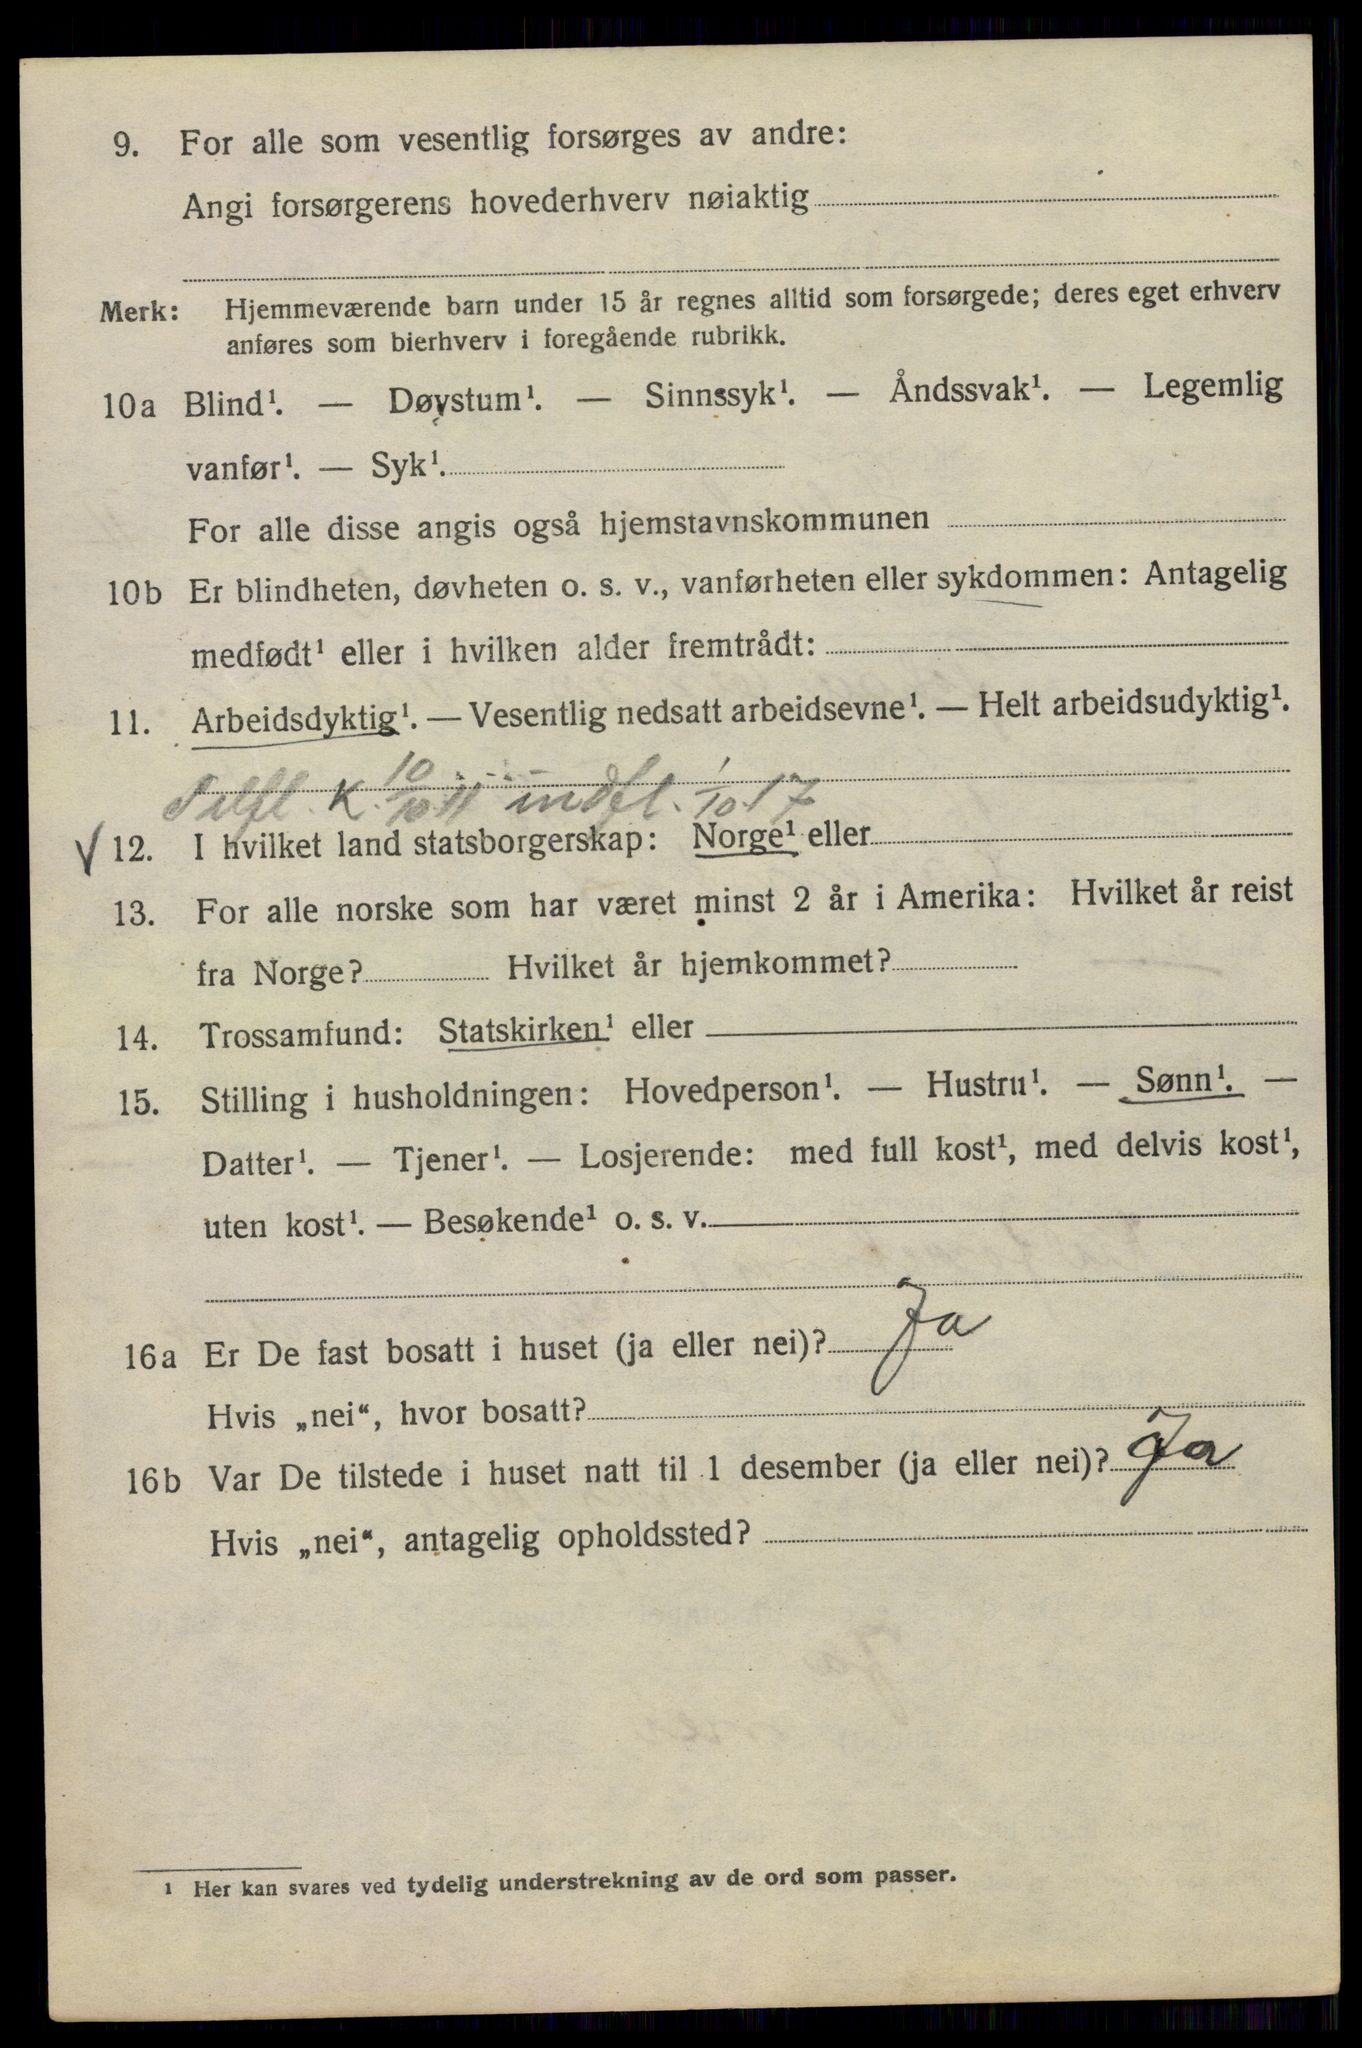 9. For alle som vesentlig forsørges av andre:
Angi forsørgerens hovederhverv nøiaktig
Merk: Hjemmeværende barn under 15 år regnes alltid som forsørgede; deres eget erhverv
anføres som bierhverv i foregående rubrikk.
10a Blind¹. — Døvstum¹. — Sinnssyk¹. — Åndssvak¹. — Legemlig
vanfør¹. — Syk¹.
For alle disse angis også hjemstavnskommunen
10b Er blindheten, døvheten o. s. v., vanførheten eller sykdommen: Antagelig
medfødt¹ eller i hvilken alder fremtrådt:
11. Arbeidsdyktig¹. — Vesentlig nedsatt arbeidsevne¹. — Helt arbeidsudyktig¹.
Tilfl. K. 10/10 11 indfl. 1/10 17
12. I hvilket land statsborgerskap: Norge¹ eller
13. For alle norske som har været minst 2 år i Amerika: Hvilket år reist
fra Norge? Hvilket år hjemkommet?
14. Trossamfund: Statskirken¹ eller
15. Stilling i husholdningen: Hovedperson¹. — Hustru¹. — Sønn¹. —
Datter¹. — Tjener¹. — Losjerende: med full kost¹, med delvis kost¹,
uten kost¹. — Besøkende¹ o. s. v.
16a Er De fast bosatt i huset (ja eller nei)? Ja
Hvis „nei“, hvor bosatt?
16b Var De tilstede i huset natt til 1 desember (ja eller nei)? Ja
Hvis „nei“, antagelig opholdssted?
¹ Her kan svares ved tydelig understrekning av de ord som passer.